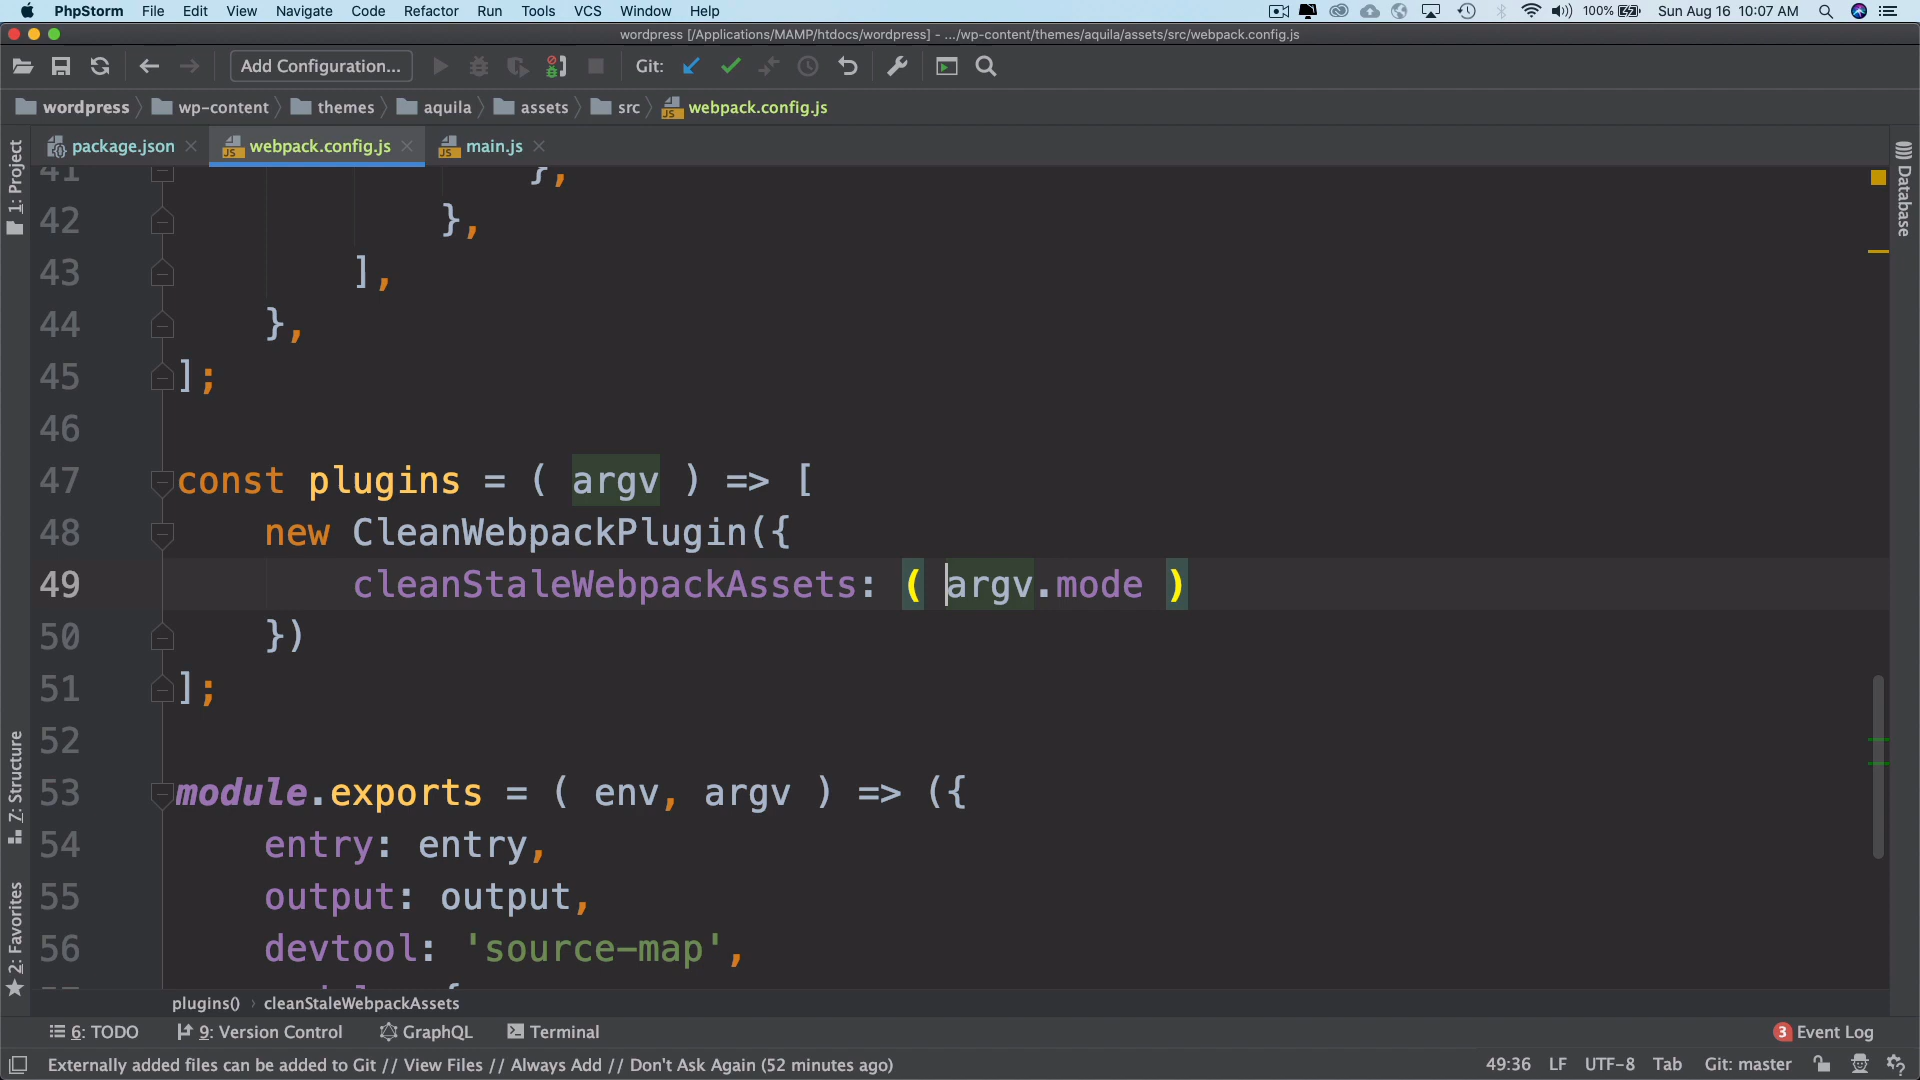 PhpStorm File Edit View Navigate Code Refactor Run Tools VCS Window Help 100% Sun Aug 16 10:07 AM
wordpress [/Applications/MAMP/htdocs/wordpress] - .../wp-content/themes/aquila/assets/src/webpack.config.js
Add Configuration... Git:
wordpress wp-content themes aquila assets src webpack.config.js
package.json webpack.config.js main.js
1: Project
Database
41 },
42 },
43 ],
44 },
45 ];
46
47 const plugins = ( argv ) => [
48 new CleanWebpackPlugin({
49 cleanStaleWebpackAssets: ( argv.mode )
50 })
51 ];
52
53 module.exports = ( env, argv ) => ({
54 entry: entry,
55 output: output,
56 devtool: 'source-map',
7: Structure
2: Favorites
plugins() › cleanStaleWebpackAssets
6: TODO 9: Version Control GraphQL Terminal 3 Event Log
Externally added files can be added to Git // View Files // Always Add // Don't Ask Again (52 minutes ago) 49:36 LF UTF-8 Tab Git: master